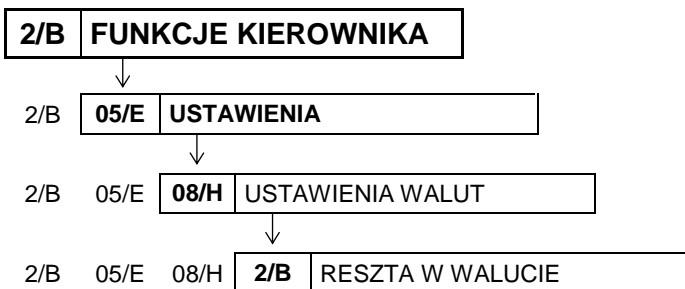 2/B FUNKCJE KIEROWNIKA
2/B 05/E USTAWIENIA
2/B 05/E 08/H USTAWIENIA WALUT
2/B 05/E 08/H 2/B RESZTA W WALUCIE